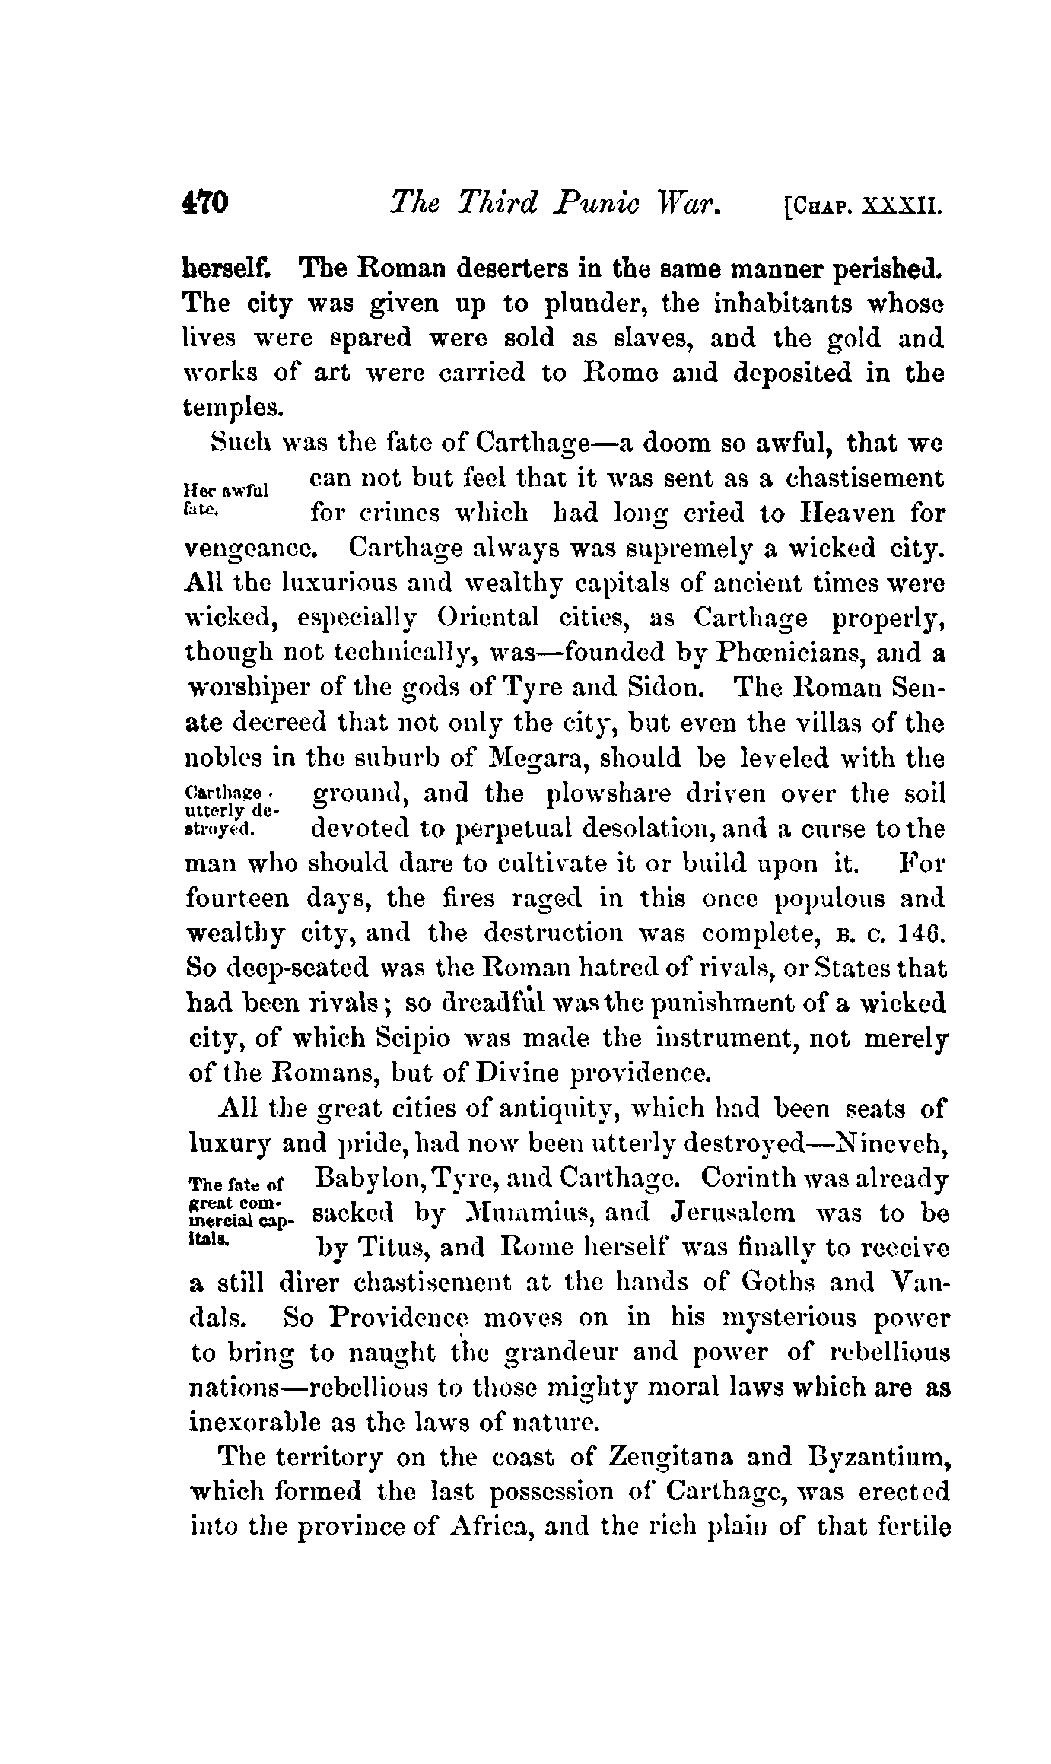 470 The Third Punic War. [CHAP. XXXII.
herself. The Roman deserters in the same manner perished.
The city was given up to plunder, the inhabitants whose
lives were spared were sold as slaves, and the gold and
works of art were carried to Rome and deposited in the
temples.
Such was the fate of Carthage—a doom so awful, that we
Her awful
fate.
can not but feel that it was sent as a chastisement
for crimes which had long cried to Heaven for
vengeance. Carthage always was supremely a wicked city.
All the luxurious and wealthy capitals of ancient times were
wicked, especially Oriental cities, as Carthage properly,
though not technically, was—founded by Phœnicians, and a
worshiper of the gods of Tyre and Sidon. The Roman Sen-
ate decreed that not only the city, but even the villas of the
nobles in the suburb of Megara, should be leveled with the
Carthage
utterly de-
stroyed.
ground, and the plowshare driven over the soil
devoted to perpetual desolation, and a curse to the
man who should dare to cultivate it or build upon it. For
fourteen days, the fires raged in this once populous and
wealthy city, and the destruction was complete, B. C. 146.
So deep-seated was the Roman hatred of rivals, or States that
had been rivals; so dreadful was the punishment of a wicked
city, of which Scipio was made the instrument, not merely
of the Romans, but of Divine providence.
All the great cities of antiquity, which had been seats of
luxury and pride, had now been utterly destroyed—Nineveh,
The fate of
great com-
mercial cap-
itals.
Babylon, Tyre, and Carthage. Corinth was already
sacked by Mummius, and Jerusalem was to be
by Titus, and Rome herself was finally to receive
a still direr chastisement at the hands of Goths and Van-
dals. So Providence moves on in his mysterious power
to bring to naught the grandeur and power of rebellious
nations—rebellious to those mighty moral laws which are as
inexorable as the laws of nature.
The territory on the coast of Zeugitana and Byzantium,
which formed the last possession of Carthage, was erected
into the province of Africa, and the rich plain of that fertile